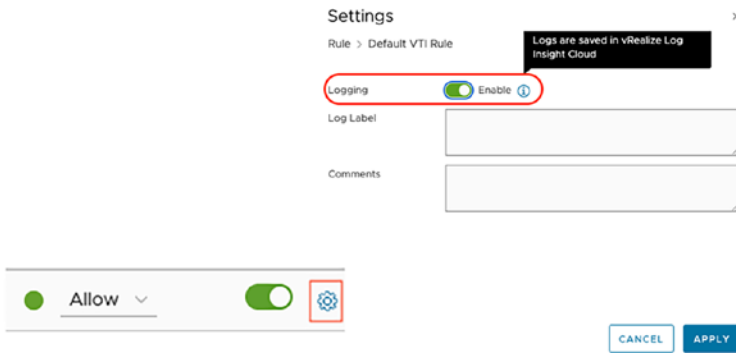 Settings
Rule > Default VTI Rule
Logs are saved in vRealize Log
Insight Cloud
Logging
Enable
Log Label
Comments
Allow
CANCEL
APPLY